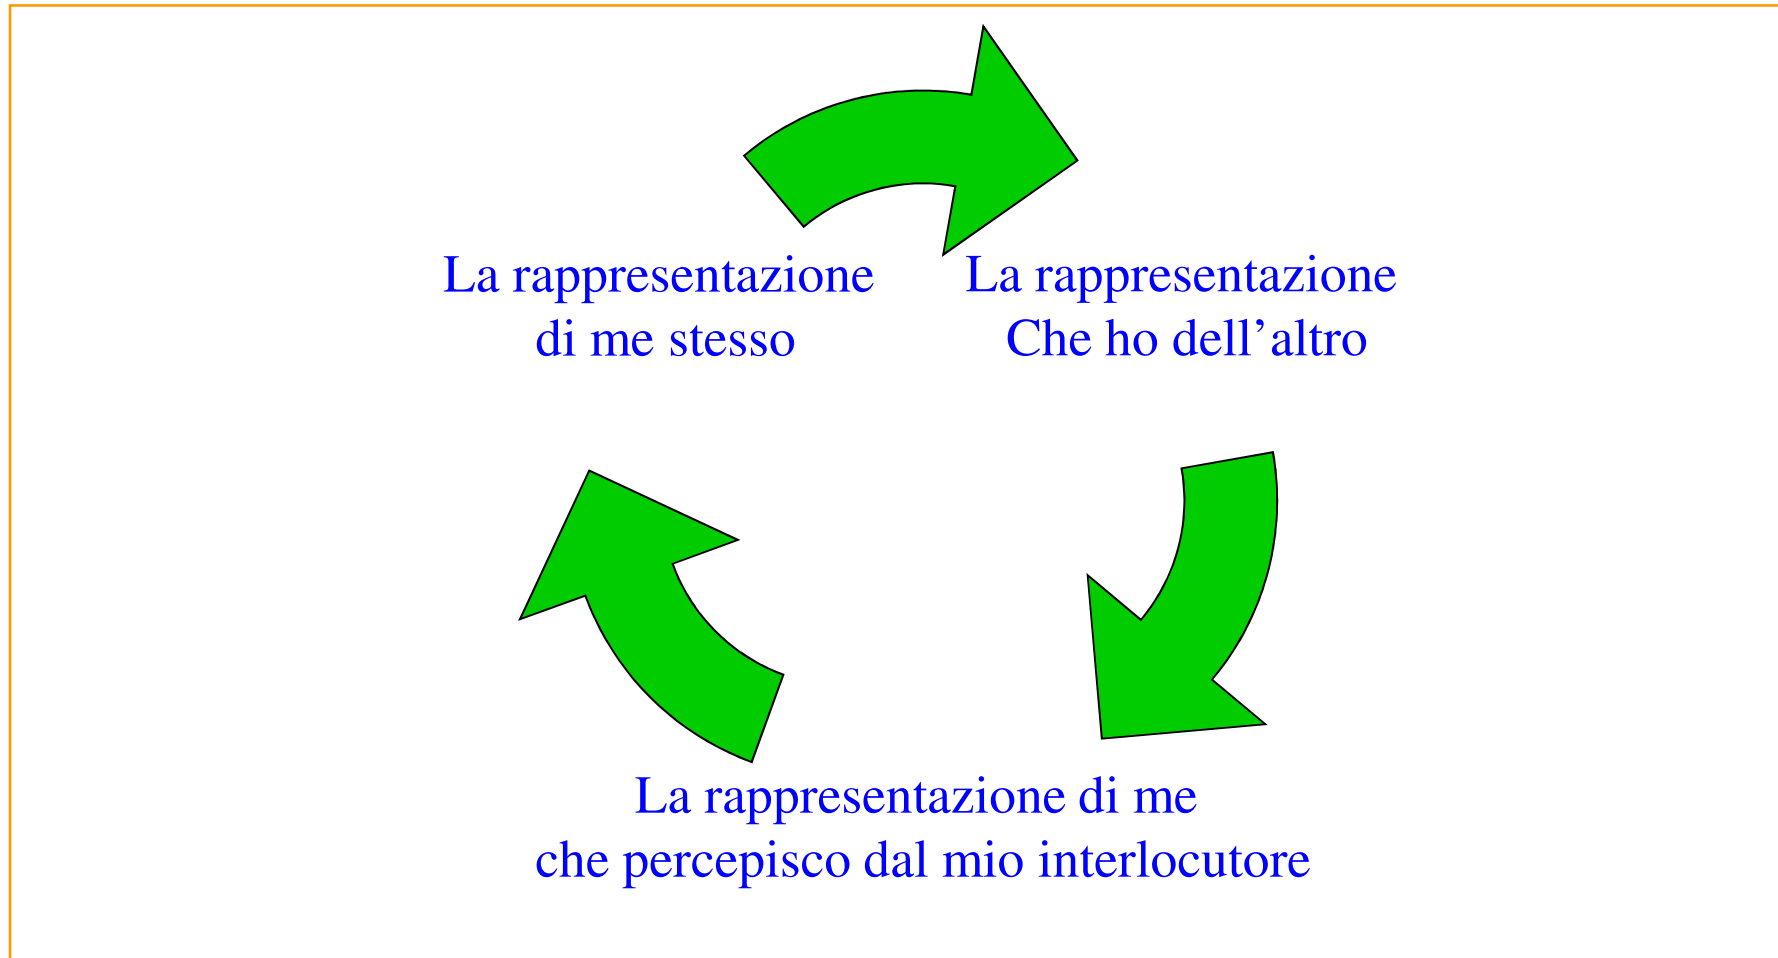 La rappresentazione
di me stesso
La rappresentazione
Che ho dell’altro
La rappresentazione di me
che percepisco dal mio interlocutore